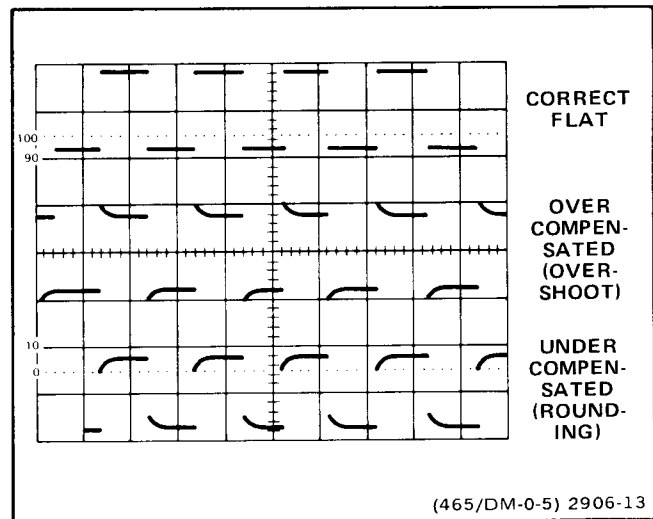 CORRECT
FLAT
100
90
OVER
COMPEN-
SATED
(OVER-
SHOOT)
10
0
UNDER
COMPEN-
SATED
(ROUND-
ING)
(465/DM-0-5) 2906-13